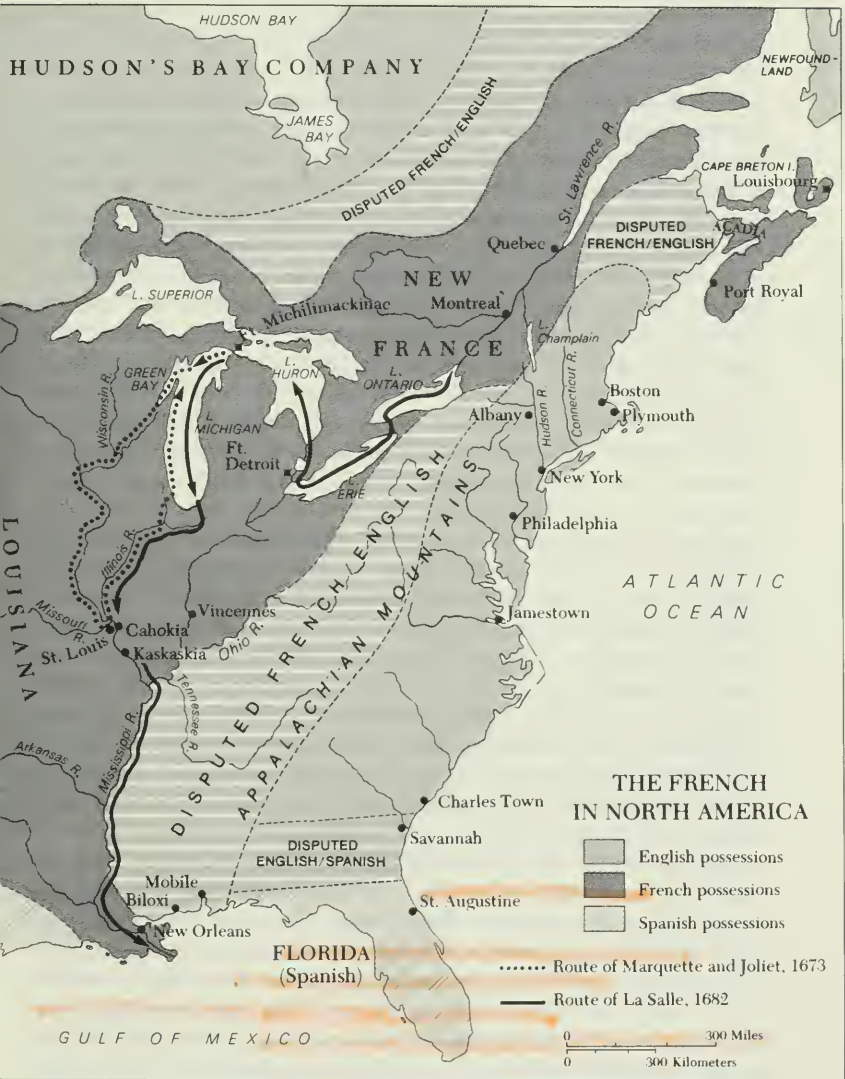 HUDSON BAY
HUDSON'S BAY COMPANY
JAMES
BAY
NEWFOUND-
LAND
DISPUTED FRENCH/ENGLISH
St. Lawrence R.
CAPE BRETON I.
Louisbourg
DISPUTED
FRENCH/ENGLISH
ACADIA
Quebec
NEW
FRANCE
Montreal
Port Royal
L. SUPERIOR
Ft. Michilimackinac
L. Champlain
GREEN
BAY
L.
HURON
L.
ONTARIO
Wisconsin R.
L
MICHIGAN
Ft.
Detroit
L.
ERIE
Albany
Hudson R.
Connecticut R.
Boston
Plymouth
New York
Philadelphia
LOUISIANA
Illinois R.
DISPUTED FRENCH/ENGLISH
APPALACHIAN MOUNTAINS
ATLANTIC
OCEAN
Missouri
R.
Cahokia
St. Louis
Kaskaskia
Vincennes
Ohio R.
Jamestown
Tennessee R.
Mississippi R.
Arkansas R.
Charles Town
Savannah
DISPUTED
ENGLISH/SPANISH
Mobile
Biloxi
St. Augustine
New Orleans
FLORIDA
(Spanish)
GULF OF MEXICO
THE FRENCH
IN NORTH AMERICA
English possessions
French possessions
Spanish possessions
Route of Marquette and Joliet, 1673
Route of La Salle, 1682
0 300 Miles
0 300 Kilometers